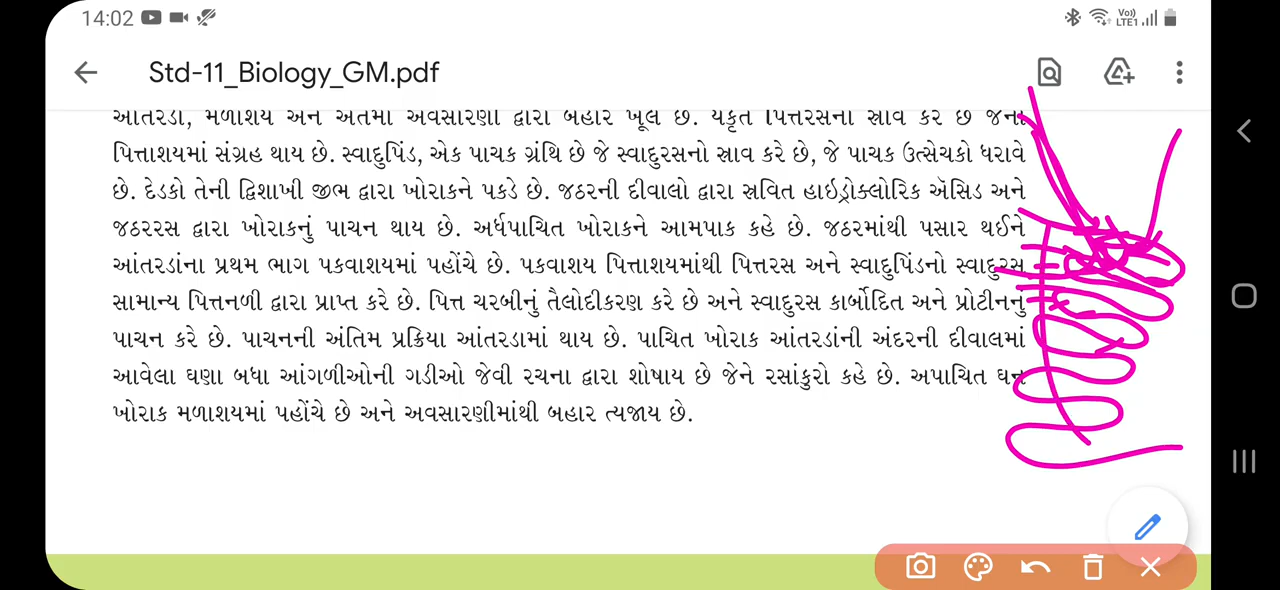 14:02
Vo)) LTE1
Std-11_Biology_GM.pdf
આંતરડા, મળાશય અને અંતમાં અવસારણી દ્વારા બહાર ખૂલે છે. યકૃત પિત્તરસના સ્રાવ કરે છે જેના
પિત્તાશયમાં સંગ્રહ થાય છે. સ્વાદુપિંડ, એક પાચક ગ્રંથિ છે જે સ્વાદુરસનો સ્રાવ કરે છે, જે પાચક ઉત્સેચકો ધરાવે
છે. દેડકો તેની દ્વિશાખી જીભ દ્વારા ખોરાકને પકડે છે. જઠરની દીવાલો દ્વારા સ્રવિત હાઇડ્રોક્લોરિક ઍસિડ અને
જઠરરસ દ્વારા ખોરાકનું પાચન થાય છે. અર્ધપાચિત ખોરાકને આમપાક કહે છે. જઠરમાંથી પસાર થઈને
આંતરડાંના પ્રથમ ભાગ પકવાશયમાં પહોંચે છે. પકવાશય પિત્તાશયમાંથી પિત્તરસ અને સ્વાદુપિંડનો સ્વાદુરસ
સામાન્ય પિત્તનળી દ્વારા પ્રાપ્ત કરે છે. પિત્ત ચરબીનું તૈલોદીકરણ કરે છે અને સ્વાદુરસ કાર્બોદિત અને પ્રોટીનનું
પાચન કરે છે. પાચનની અંતિમ પ્રક્રિયા આંતરડામાં થાય છે. પાચિત ખોરાક આંતરડાંની અંદરની દીવાલમાં
આવેલા ઘણા બધા આંગળીઓની ગડીઓ જેવી રચના દ્વારા શોષાય છે જેને રસાંકુરો કહે છે. અપાચિત ઘન
ખોરાક મળાશયમાં પહોંચે છે અને અવસારણીમાંથી બહાર ત્યજાય છે.